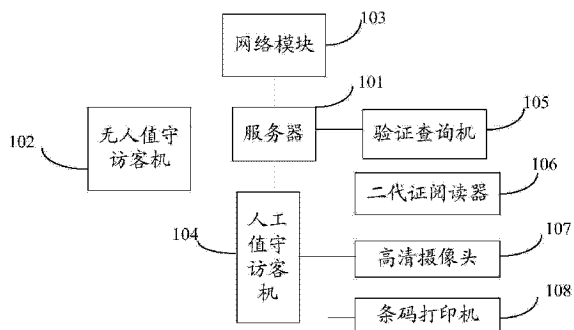 103
网络模块
101
服务器
105
验证查询机
102
无人值守
访客机
106
二代证阅读器
104
人工
值守
访客
机
107
高清摄像头
108
条码打印机